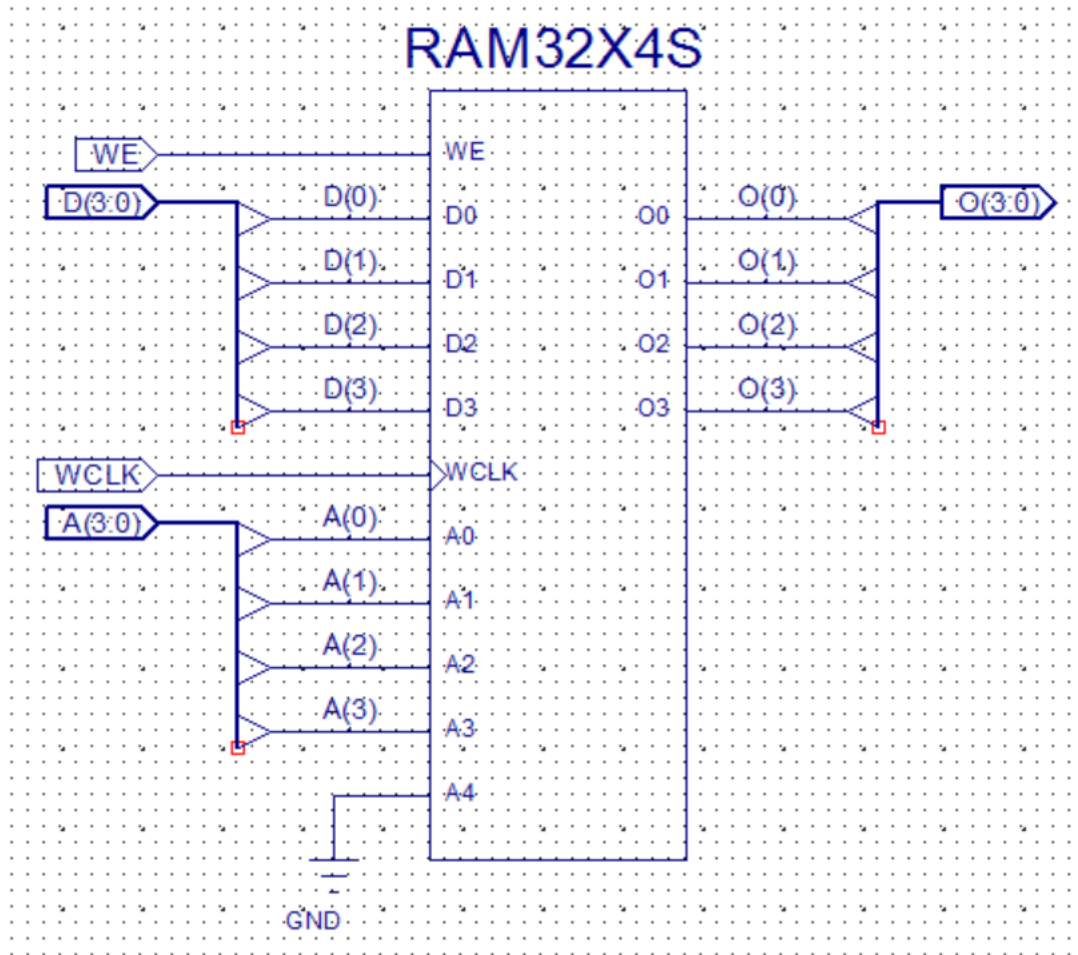 RAM32X4S
WE
WE
D(3:0)
D(0)
D0
O0
O(0)
O(3:0)
D(1)
D1
O1
O(1)
D(2)
D2
O2
O(2)
D(3)
D3
O3
O(3)
WCLK
WCLK
A(3:0)
A(0)
A0
A(1)
A1
A(2)
A2
A(3)
A3
A4
GND